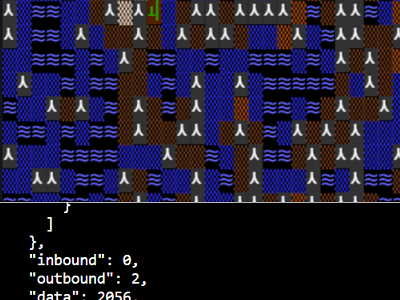 }
]
},
"inbound": 0,
"outbound": 2,
"data": 2056,